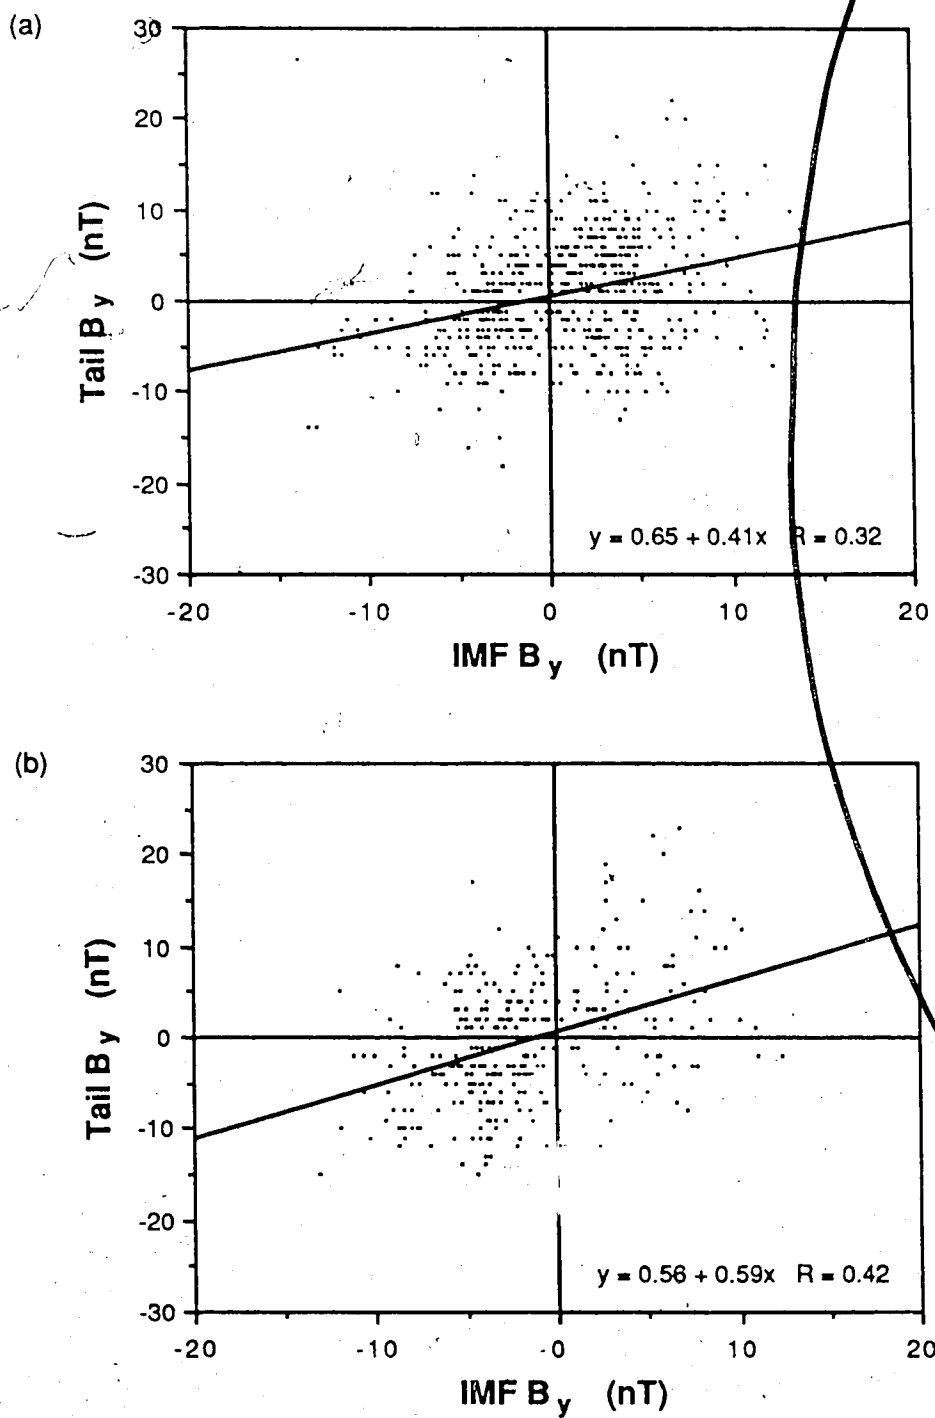 (a)
30
20
10
0
-10
-20
-30
Tail B y (nT)
y = 0.65 + 0.41x R = 0.32
-20 -10 0 10 20
IMF B y (nT)
(b)
30
20
10
0
-10
-20
-30
Tail B y (nT)
y = 0.56 + 0.59x R = 0.42
-20 -10 -0 10 20
IMF B y (nT)